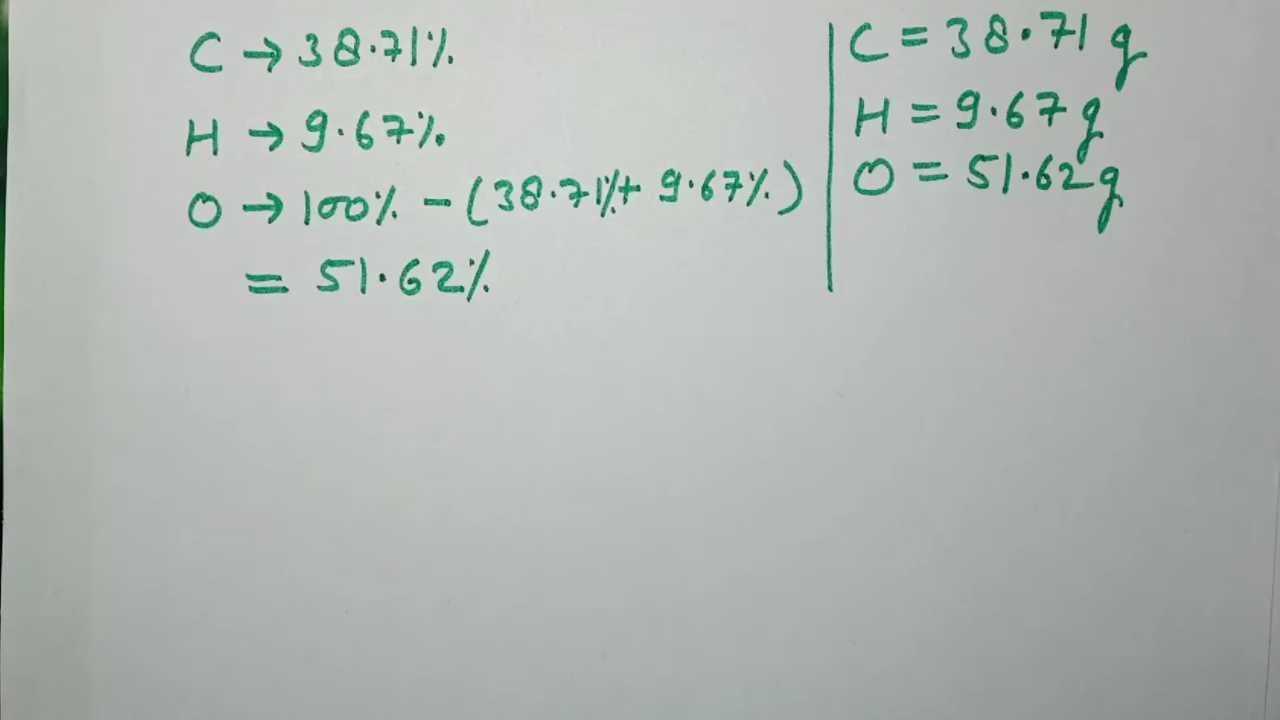 C → 38.71%
H → 9.67%
O → 100% - (38.71% + 9.67%)
= 51.62%
C = 38.71 g
H = 9.67 g
O = 51.62 g